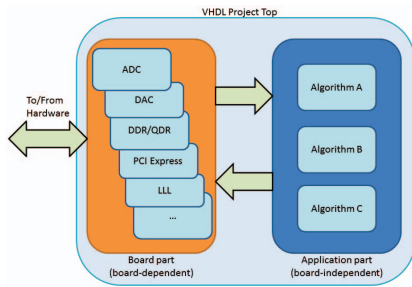 VHDL Project Top
To/From
Hardware
ADC
DAC
DDR/QDR
PCI Express
LLL
...
Algorithm A
Algorithm B
Algorithm C
Board part
(board-dependent)
Application part
(board-independent)